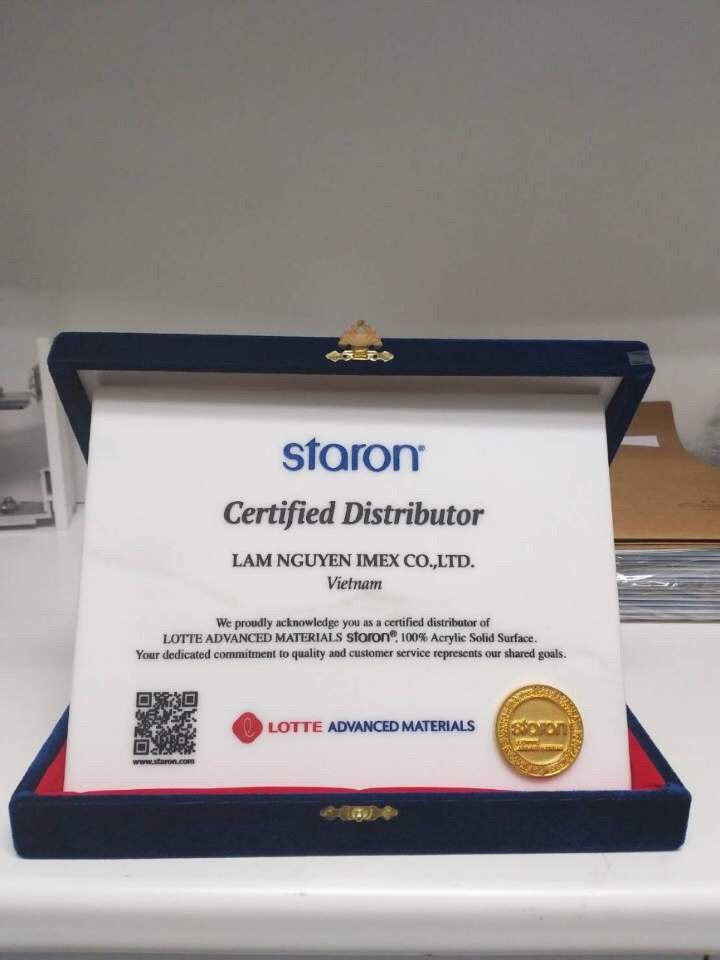 staron®
Certified Distributor
LAM NGUYEN IMEX CO.,LTD.
Vietnam
We proudly acknowledge you as a certified distributor of
LOTTE ADVANCED MATERIALS staron®, 100% Acrylic Solid Surface.
Your dedicated commitment to quality and customer service represents our shared goals.
www.staron.com
LOTTE ADVANCED MATERIALS
staron